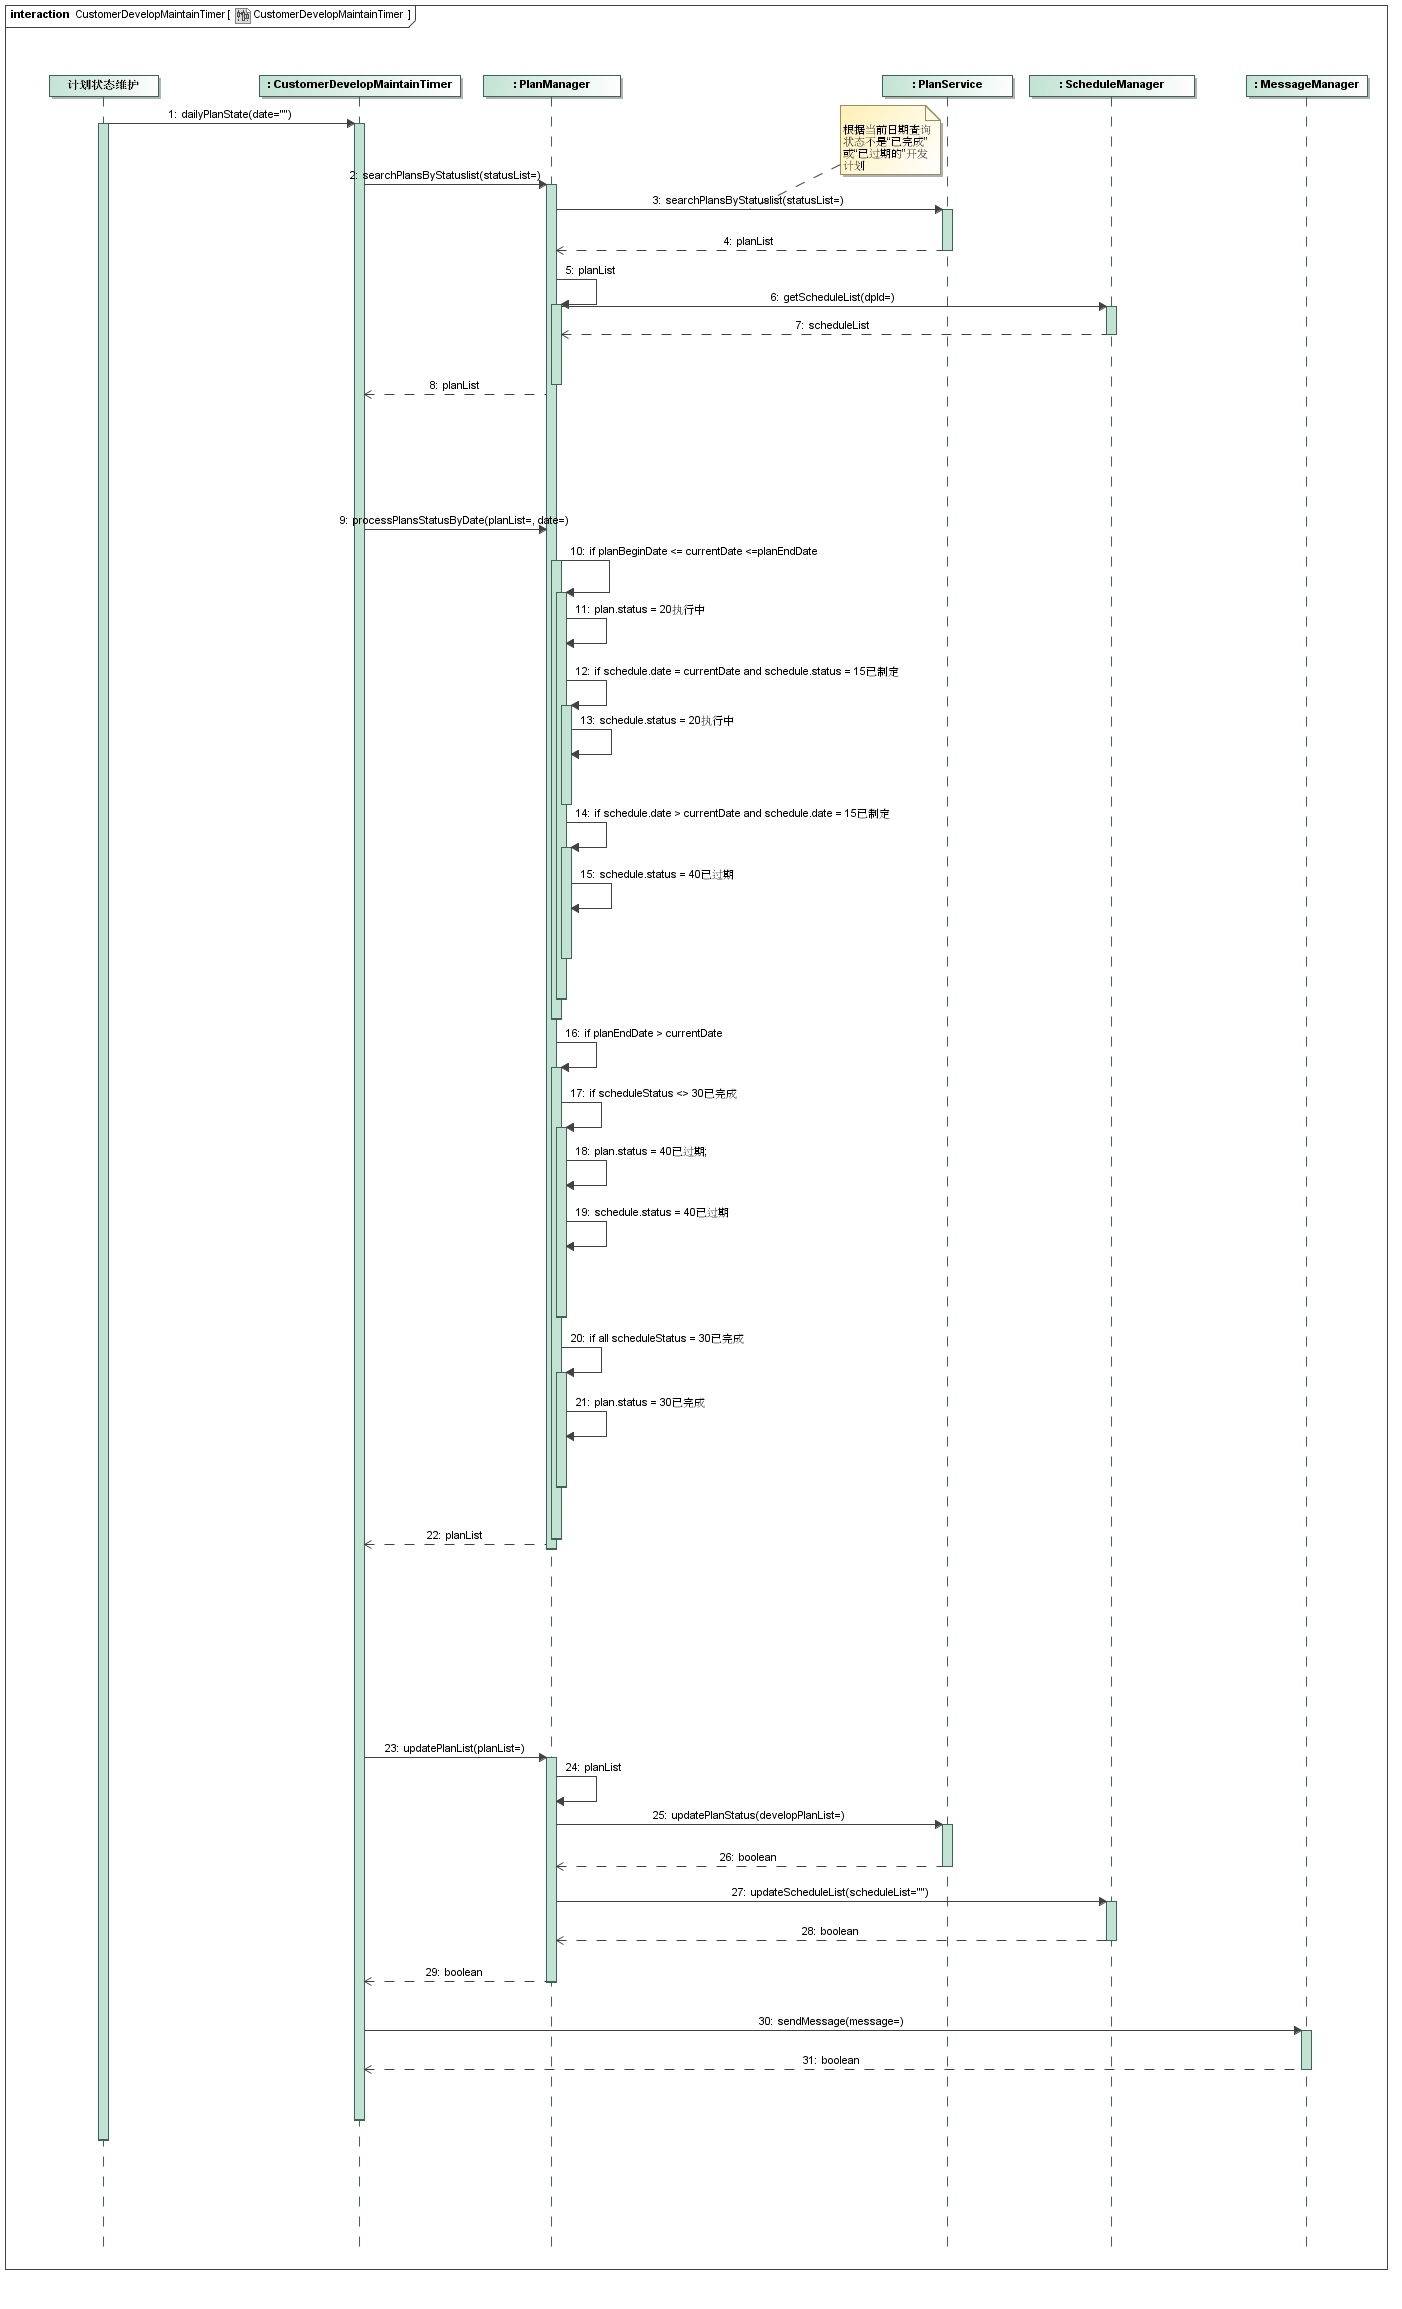 interaction CustomerDevelopMaintainTimer [ CustomerDevelopMaintainTimer ]
计划状态维护
: CustomerDevelopMaintainTimer
: PlanManager
: PlanService
: ScheduleManager
: MessageManager
1: dailyPlanState(date="")
根据当前日期查询
状态不是“已完成”
或“已过期的”开发
计划
2: searchPlansByStatuslist(statusList=)
3: searchPlansByStatuslist(statusList=)
4: planList
5: planList
6: getScheduleList(dpId=)
7: scheduleList
8: planList
9: processPlansStatusByDate(planList=, date=)
10: if planBeginDate <= currentDate <=planEndDate
11: plan.status = 20执行中
12: if schedule.date = currentDate and schedule.status = 15已制定
13: schedule.status = 20执行中
14: if schedule.date > currentDate and schedule.date = 15已制定
15: schedule.status = 40已过期
16: if planEndDate > currentDate
17: if scheduleStatus <> 30已完成
18: plan.status = 40已过期;
19: schedule.status = 40已过期
20: if all scheduleStatus = 30已完成
21: plan.status = 30已完成
22: planList
23: updatePlanList(planList=)
24: planList
25: updatePlanStatus(developPlanList=)
26: boolean
27: updateScheduleList(scheduleList="")
28: boolean
29: boolean
30: sendMessage(message=)
31: boolean